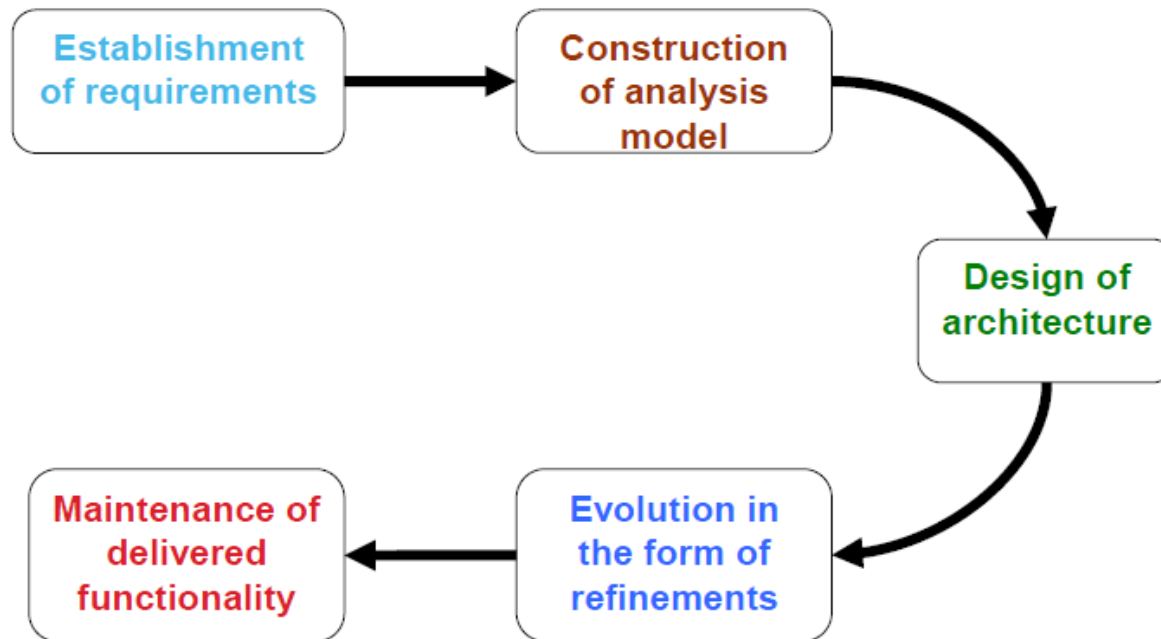 Establishment
of requirements
Construction
of analysis
model
Design of
architecture
Evolution in
the form of
refinements
Maintenance of
delivered
functionality